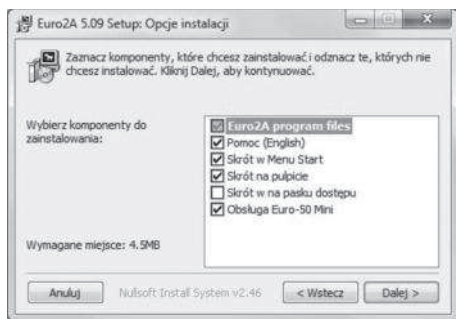 Euro2A 5.09 Setup: Opcje instalacji
Zaznacz komponenty, które chcesz zainstalować i odznacz te, których nie
chcesz instalować. Kliknij Dalej, aby kontynuować.
Wybierz komponenty do
zainstalowania:
Euro2A program files
Pomoc (English)
Skrót w Menu Start
Skrót na pulpicie
Skrót w na pasku dostępu
Obsługa Euro-50 Mini
Wymagane miejsce: 4.5MB
Anuluj
Nullsoft Install System v2.46
< Wstecz
Dalej >